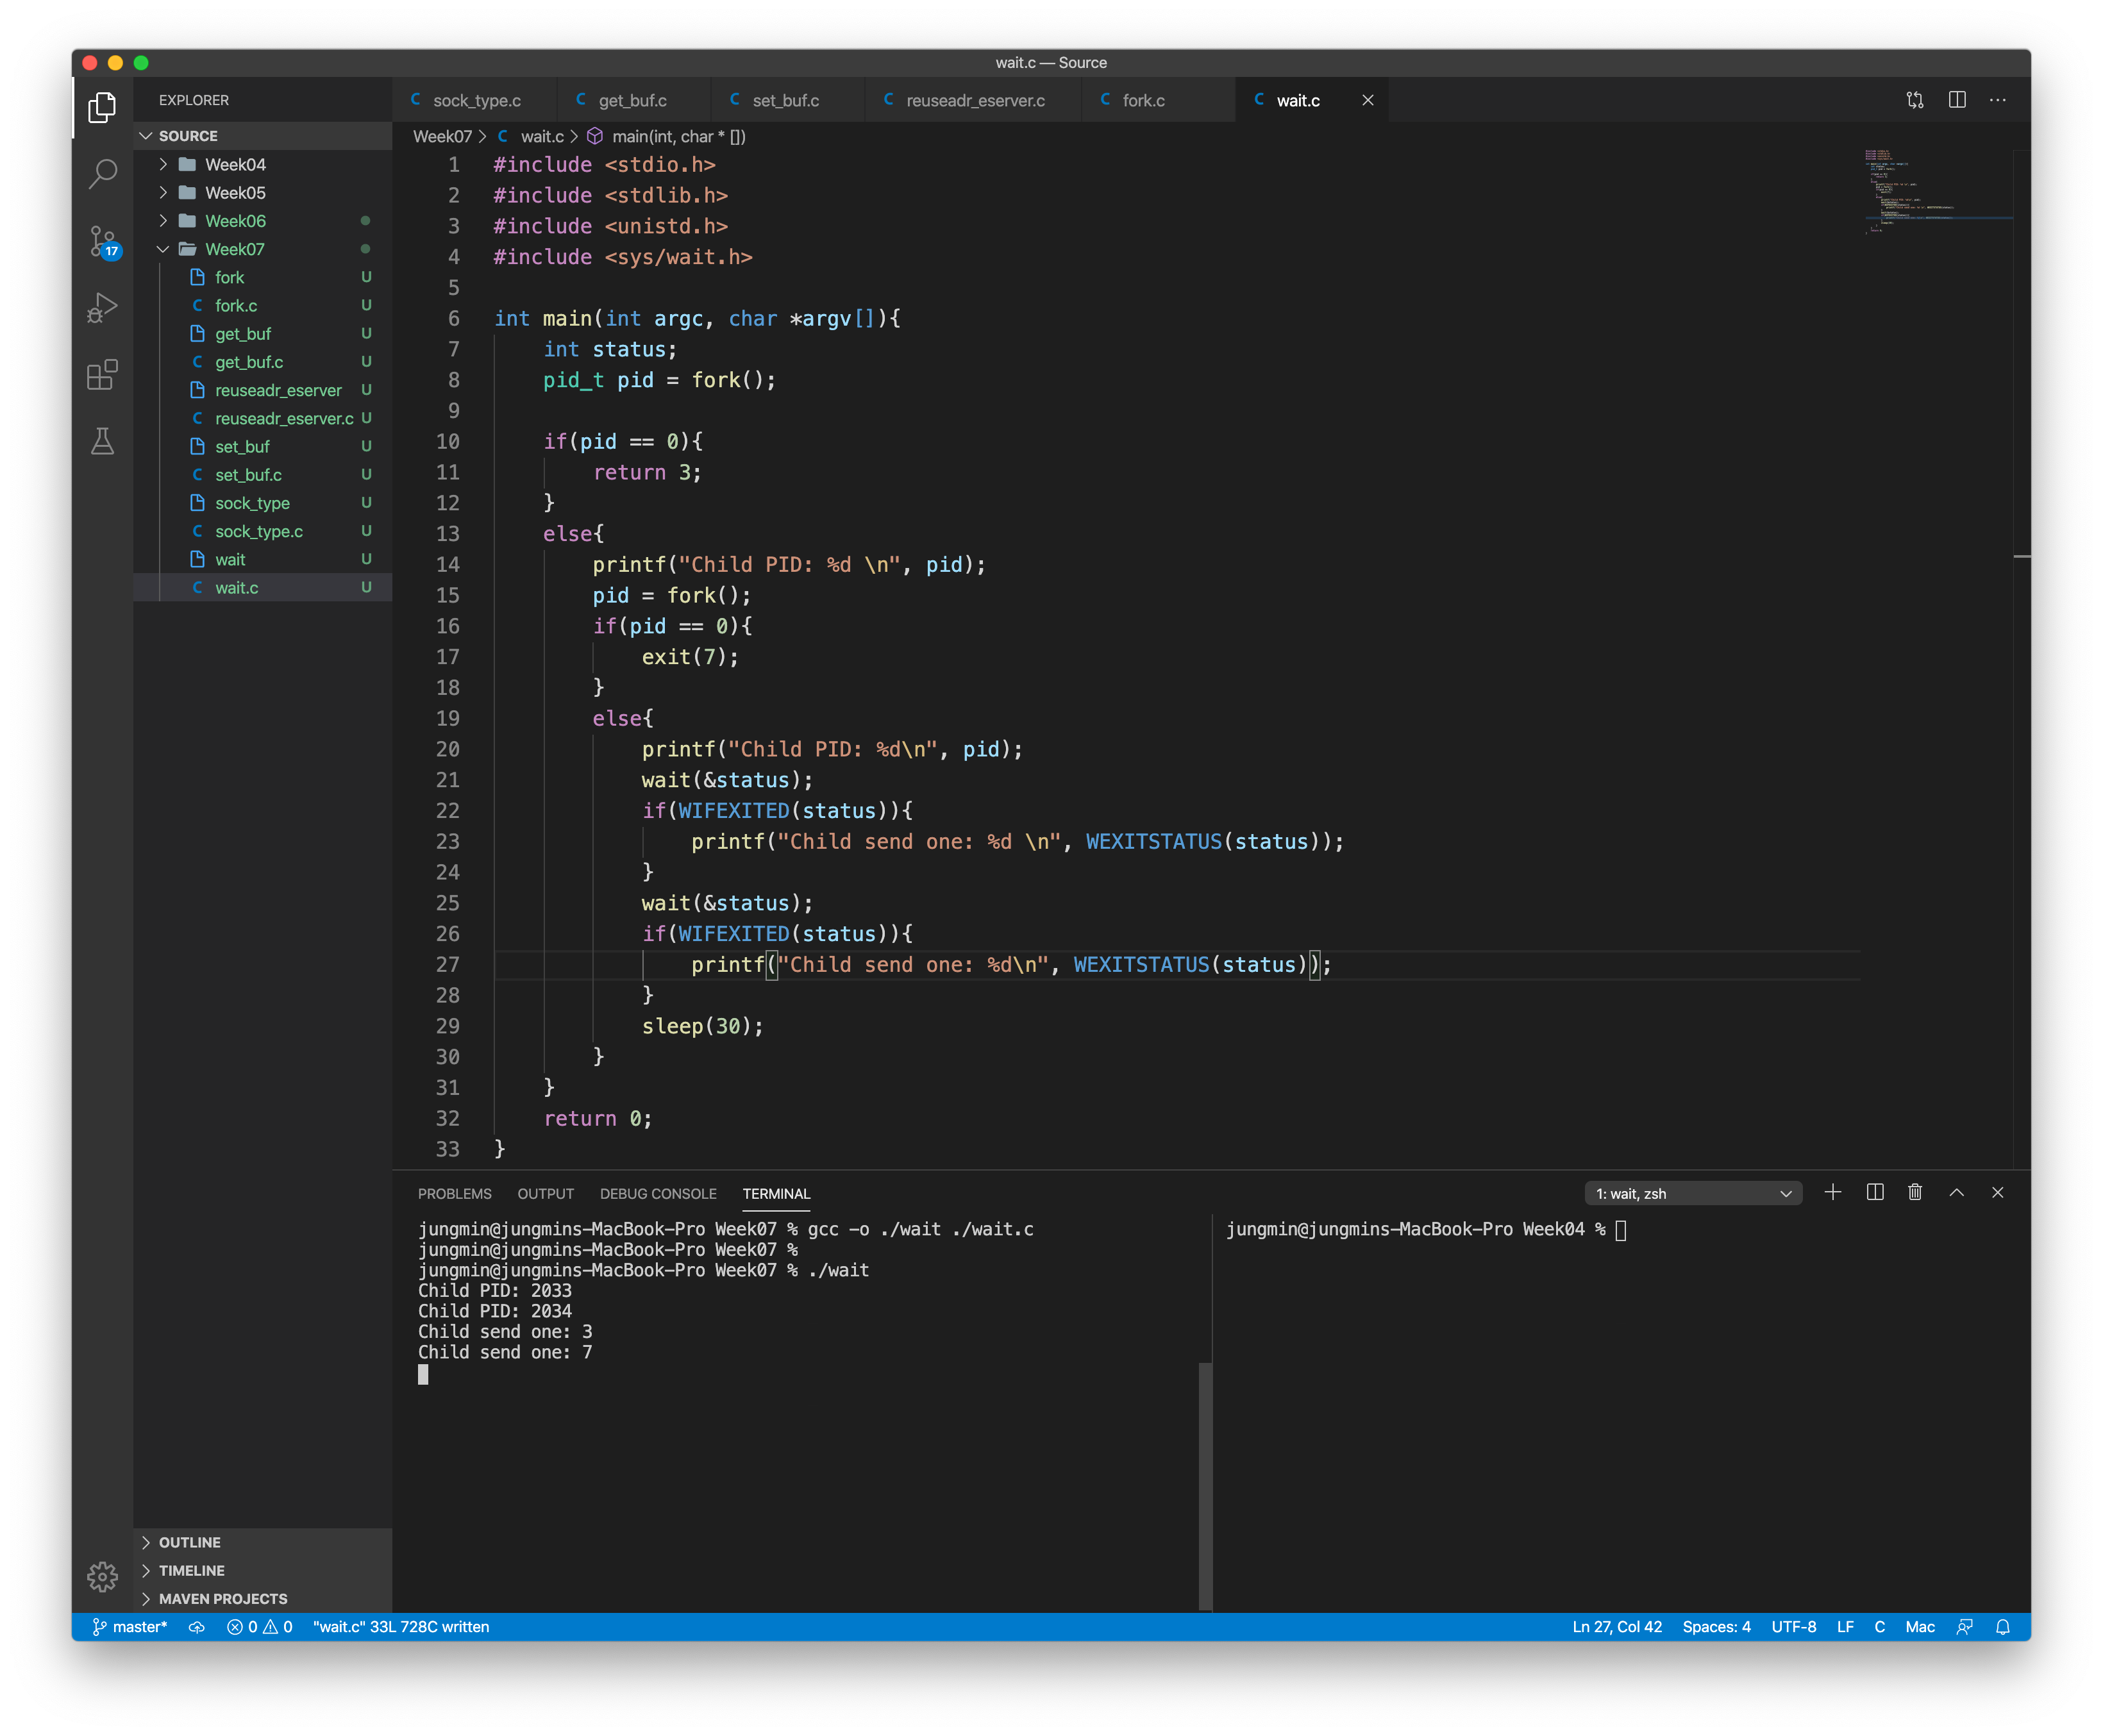 wait.c — Source
EXPLORER
SOURCE
Week04
Week05
Week06
Week07
fork U
fork.c U
get_buf U
get_buf.c U
reuseadr_eserver U
reuseadr_eserver.c U
set_buf U
set_buf.c U
sock_type U
sock_type.c U
wait U
wait.c U
OUTLINE
TIMELINE
MAVEN PROJECTS
17
C sock_type.c C get_buf.c C set_buf.c C reuseadr_eserver.c C fork.c C wait.c
Week07 > C wait.c > main(int, char * [])
1 #include <stdio.h>
2 #include <stdlib.h>
3 #include <unistd.h>
4 #include <sys/wait.h>
5
6 int main(int argc, char *argv[]){
7     int status;
8     pid_t pid = fork();
9
10     if(pid == 0){
11         return 3;
12     }
13     else{
14         printf("Child PID: %d \n", pid);
15         pid = fork();
16         if(pid == 0){
17             exit(7);
18         }
19         else{
20             printf("Child PID: %d\n", pid);
21             wait(&status);
22             if(WIFEXITED(status)){
23                 printf("Child send one: %d \n", WEXITSTATUS(status));
24             }
25             wait(&status);
26             if(WIFEXITED(status)){
27                 printf("Child send one: %d\n", WEXITSTATUS(status));
28             }
29             sleep(30);
30         }
31     }
32     return 0;
33 }
PROBLEMS OUTPUT DEBUG CONSOLE TERMINAL 1: wait, zsh
jungmin@jungmins-MacBook-Pro Week07 % gcc -o ./wait ./wait.c
jungmin@jungmins-MacBook-Pro Week07 %
jungmin@jungmins-MacBook-Pro Week07 % ./wait
Child PID: 2033
Child PID: 2034
Child send one: 3
Child send one: 7
jungmin@jungmins-MacBook-Pro Week04 %
master* 0 0 "wait.c" 33L 728C written Ln 27, Col 42 Spaces: 4 UTF-8 LF C Mac